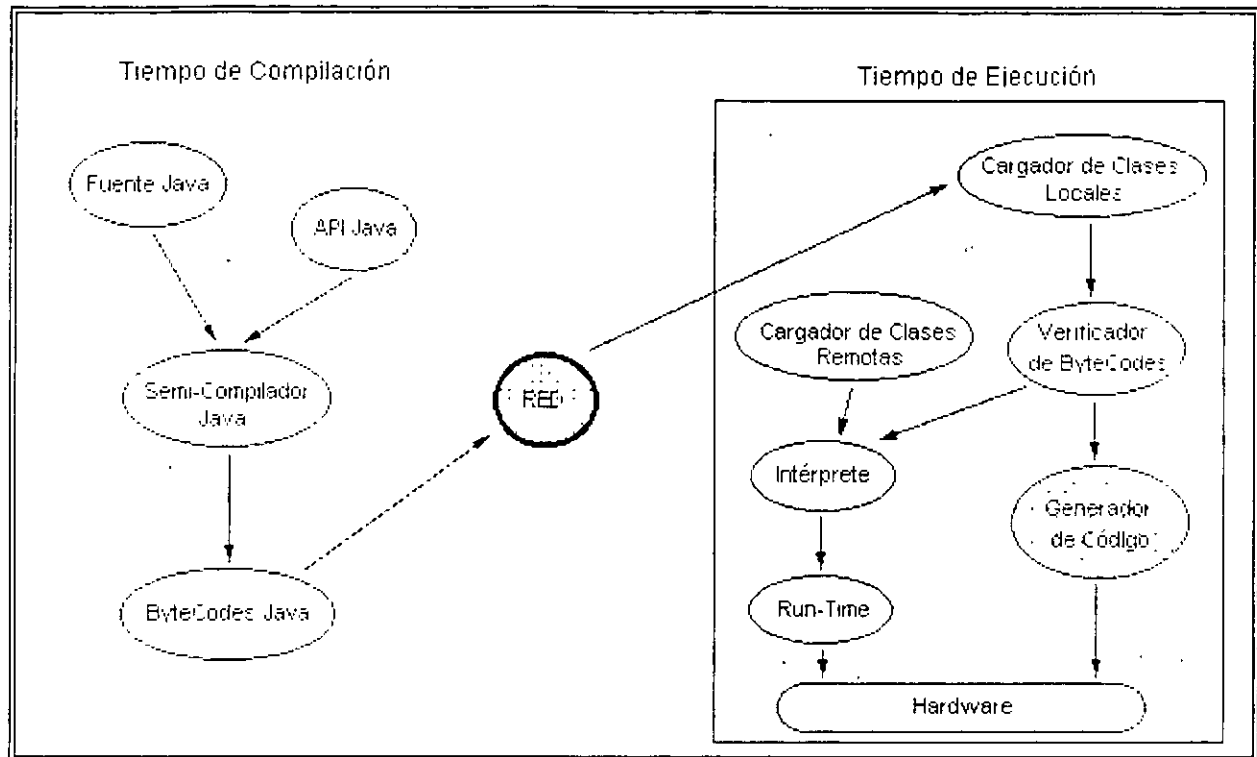 Tiempo de Compilación
Tiempo de Ejecución
Fuente Java
API Java
Semi-Compilador
Java
ByteCodes Java
RED
Cargador de Clases
Locales
Cargador de Clases
Remotas
Verificador
de ByteCodes
Intérprete
Generador
de Código
Run-Time
Hardware